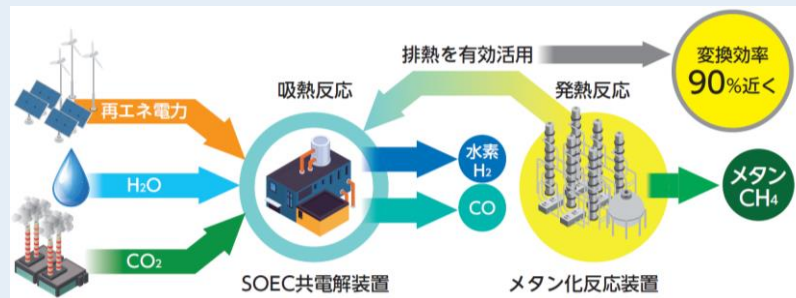 排熱を有効活用
変換効率
90%近く
吸熱反応
発熱反応
再エネ電力
水素
H₂
H₂O
CO
メタン
CH₄
CO₂
SOEC共電解装置
メタン化反応装置